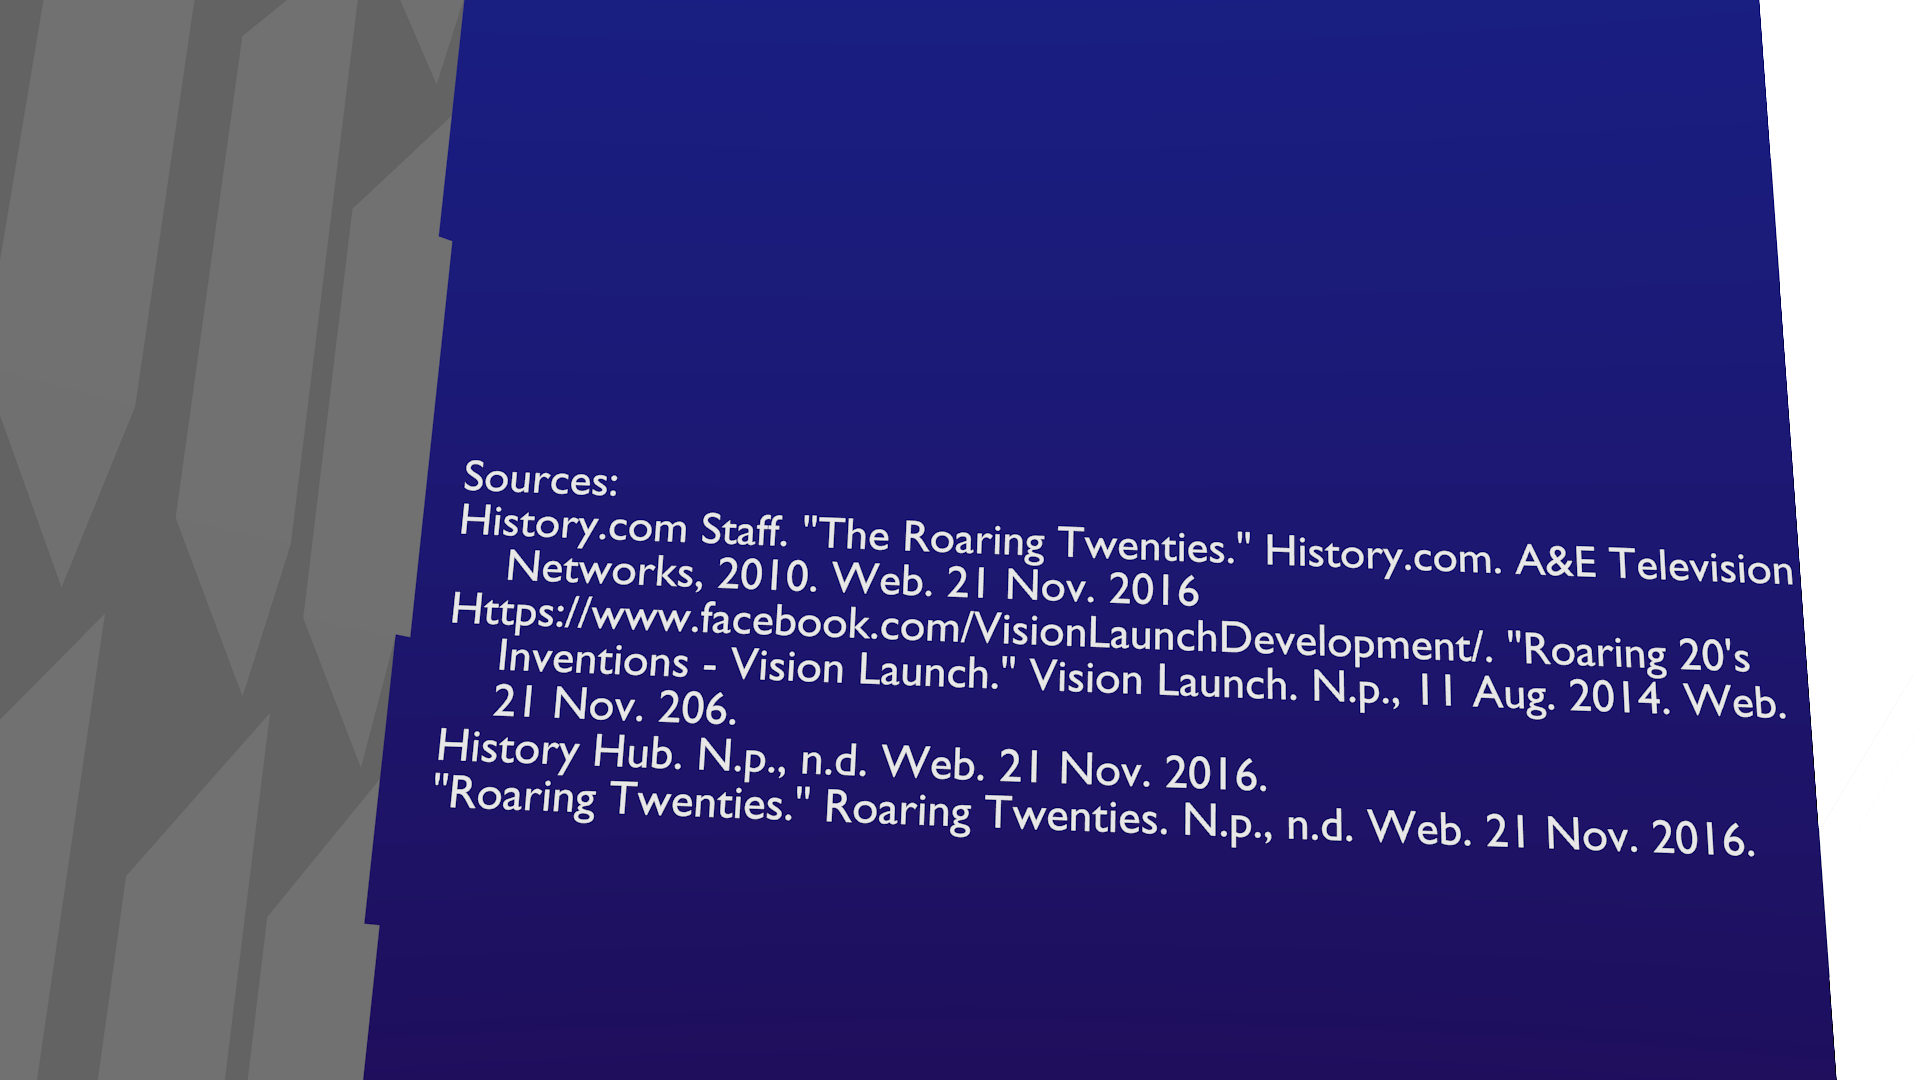 Sources:
History.com Staff. "The Roaring Twenties." History.com. A&E Television
Networks, 2010. Web. 21 Nov. 2016
Https://www.facebook.com/VisionLaunchDevelopment/. "Roaring 20's
Inventions - Vision Launch." Vision Launch. N.p., 11 Aug. 2014. Web.
21 Nov. 206.
History Hub. N.p., n.d. Web. 21 Nov. 2016.
"Roaring Twenties." Roaring Twenties. N.p., n.d. Web. 21 Nov. 2016.